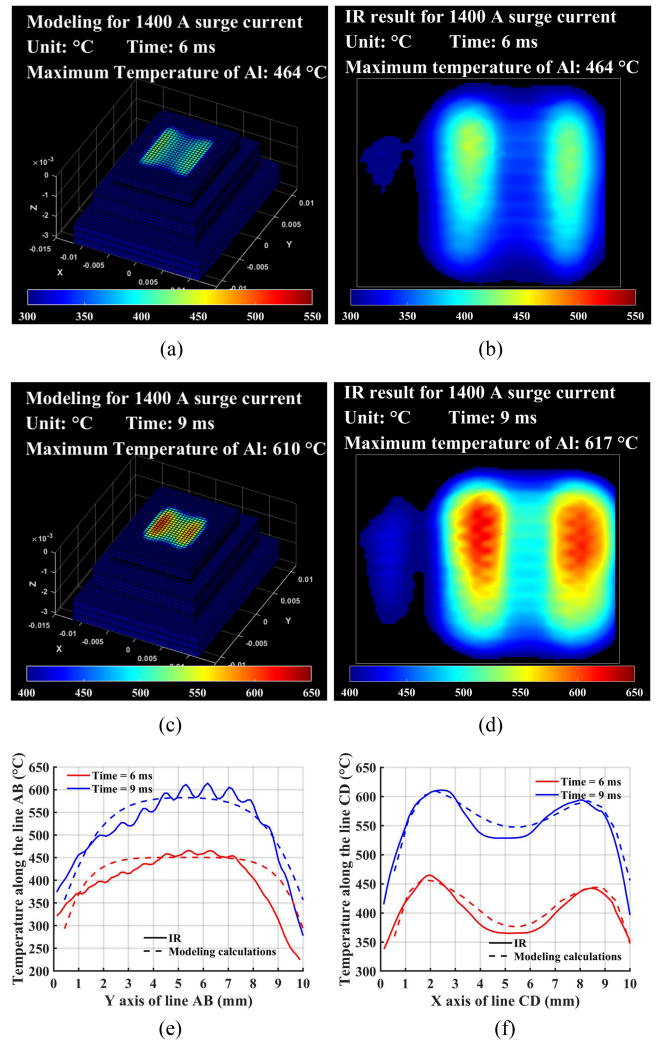 Modeling for 1400 A surge current
Unit: °C Time: 6 ms
Maximum Temperature of Al: 464 °C
×10⁻³
0
-1
-2
-3
Z
-0.015
-0.01
-0.005
0
0.005
0.01
X
0.01
0.005
0
-0.005
-0.01
Y
300 350 400 450 500 550
(a)
IR result for 1400 A surge current
Unit: °C Time: 6 ms
Maximum temperature of Al: 464 °C
300 350 400 450 500 550
(b)
Modeling for 1400 A surge current
Unit: °C Time: 9 ms
Maximum Temperature of Al: 610 °C
×10⁻³
0
-1
-2
-3
Z
-0.015
-0.01
-0.005
0
0.005
X
0.01
0.005
0
-0.005
-0.01
Y
400 450 500 550 600 650
(c)
IR result for 1400 A surge current
Unit: °C Time: 9 ms
Maximum temperature of Al: 617 °C
400 450 500 550 600 650
(d)
Temperature along the line AB (°C)
650
600
550
500
450
400
350
300
250
200
Time = 6 ms
Time = 9 ms
IR
Modeling calculations
0 1 2 3 4 5 6 7 8 9 10
Y axis of line AB (mm)
(e)
Temperature along the line CD (°C)
650
600
550
500
450
400
350
300
Time = 6 ms
Time = 9 ms
IR
Modeling calculations
0 1 2 3 4 5 6 7 8 9 10
X axis of line CD (mm)
(f)